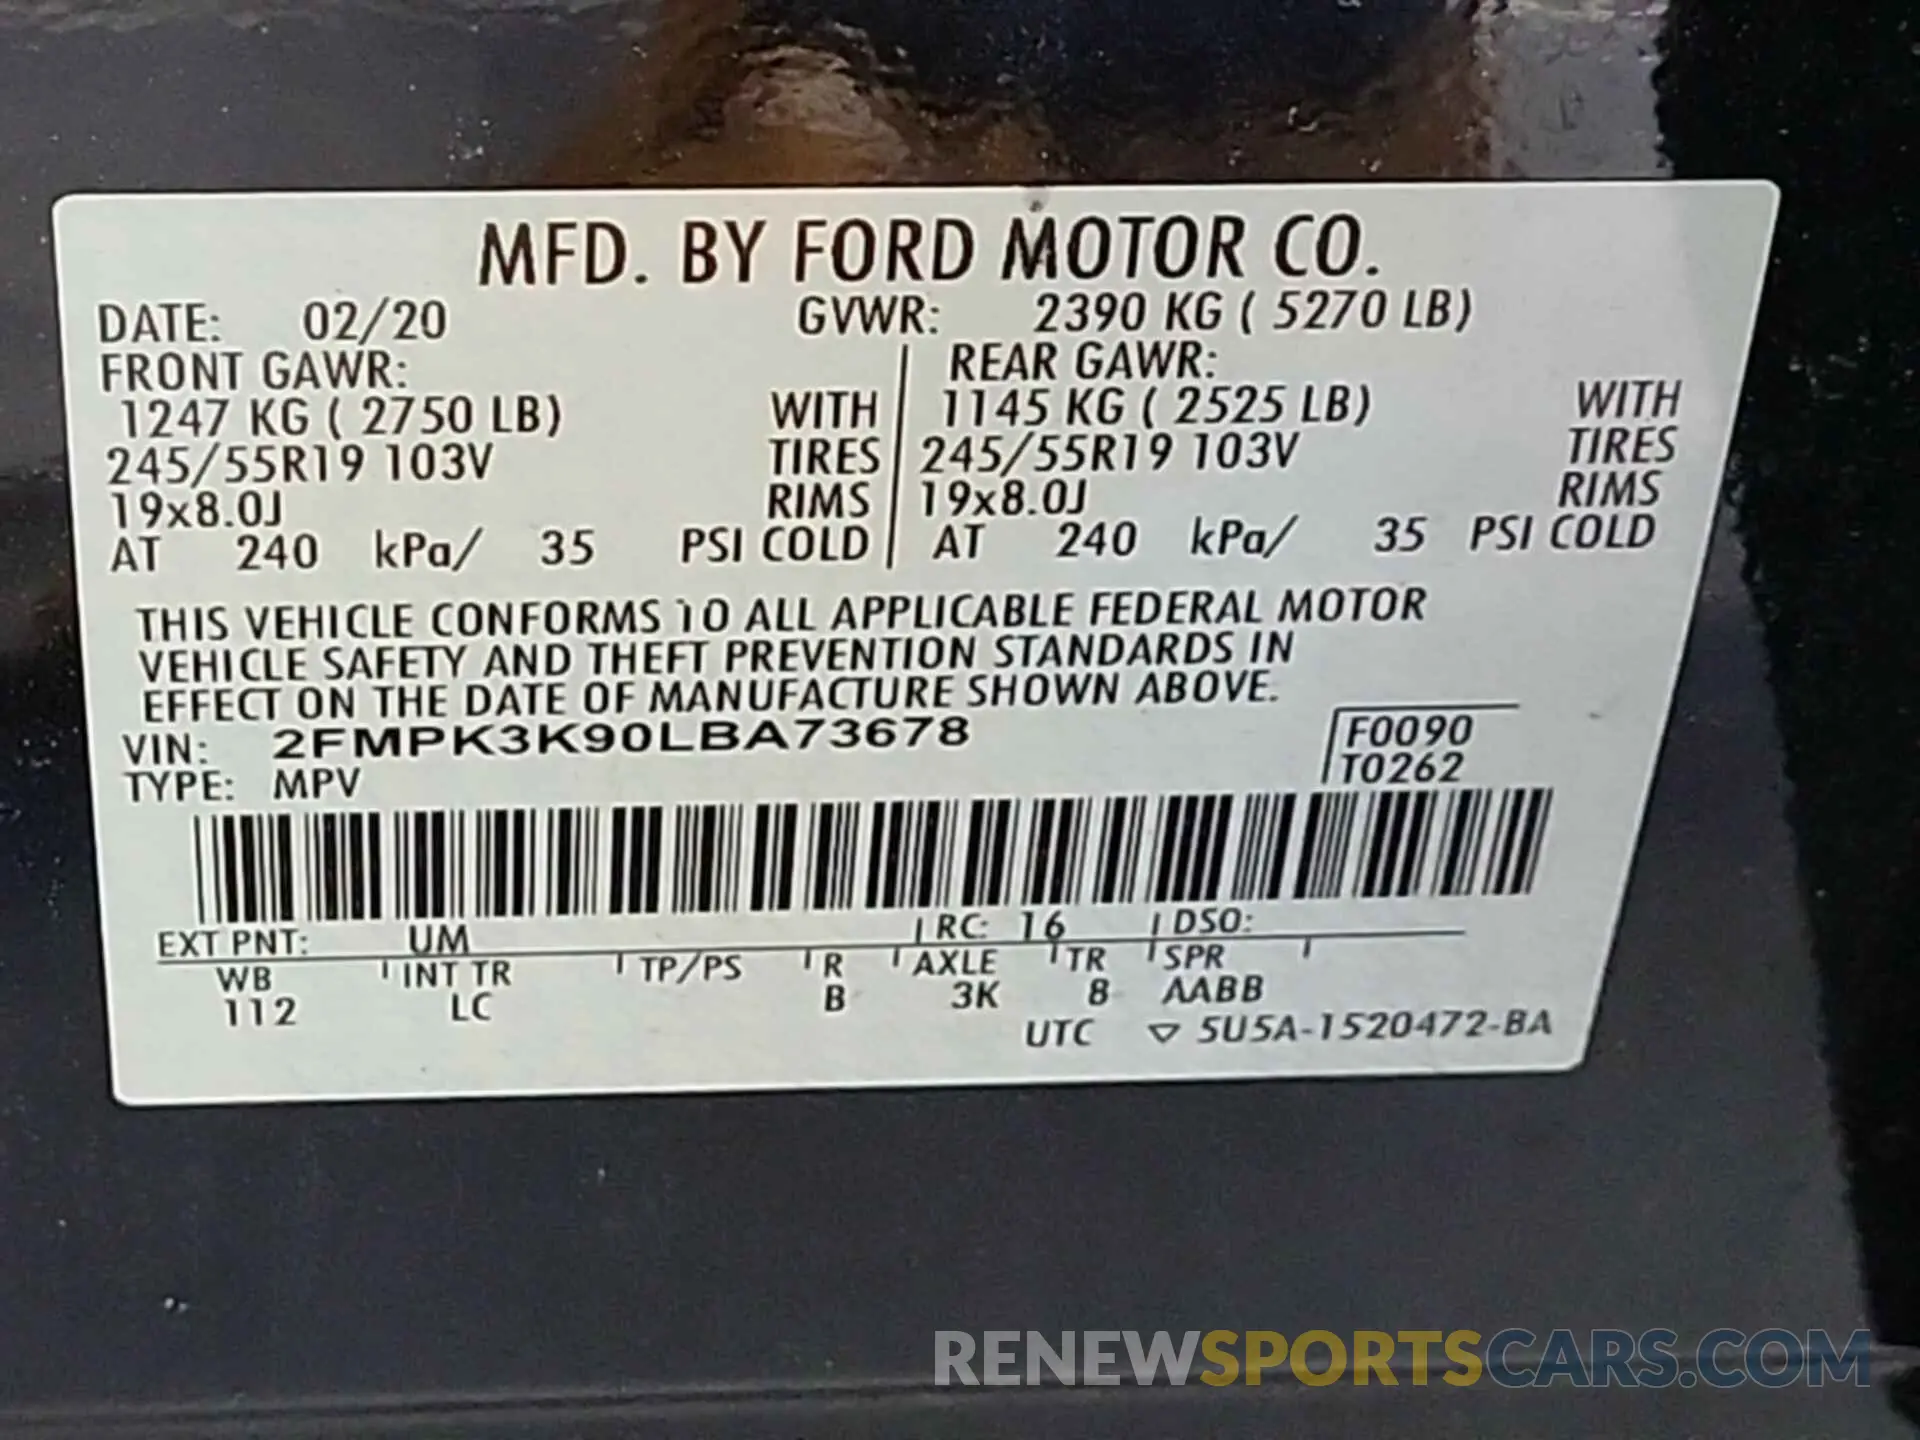 MFD. BY FORD MOTOR CO.
DATE: 02/20 GVWR: 2390 KG ( 5270 LB)
FRONT GAWR: REAR GAWR:
1247 KG ( 2750 LB) WITH 1145 KG ( 2525 LB) WITH
245/55R19 103V TIRES 245/55R19 103V TIRES
19x8.0J RIMS 19x8.0J RIMS
AT 240 kPa/ 35 PSI COLD AT 240 kPa/ 35 PSI COLD
THIS VEHICLE CONFORMS TO ALL APPLICABLE FEDERAL MOTOR
VEHICLE SAFETY AND THEFT PREVENTION STANDARDS IN
EFFECT ON THE DATE OF MANUFACTURE SHOWN ABOVE.
VIN: 2FMPK3K90LBA73678 F0090
TYPE: MPV T0262
EXT PNT: UM RC: 16 DSO:
WB INT TR TP/PS R AXLE TR SPR
112 LC B 3K 8 AABB
UTC ▽ 5U5A-1520472-BA
RENEWSPORTSCARS.COM